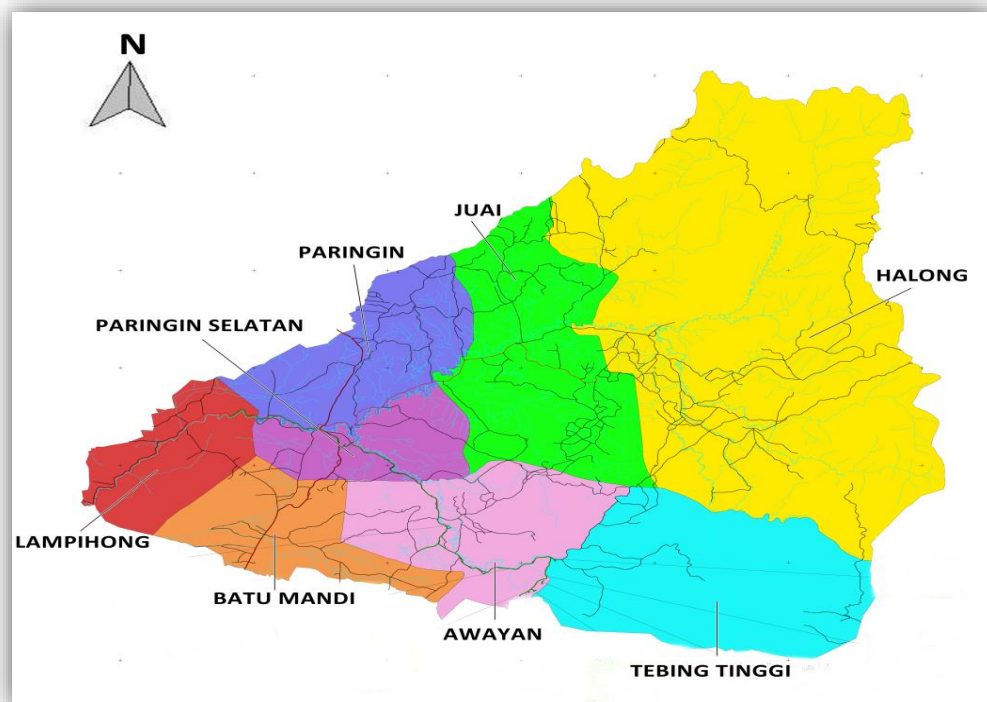 N
JUAI
PARINGIN
HALONG
PARINGIN SELATAN
LAMPIHONG
BATU MANDI
AWAYAN
TEBING TINGGI